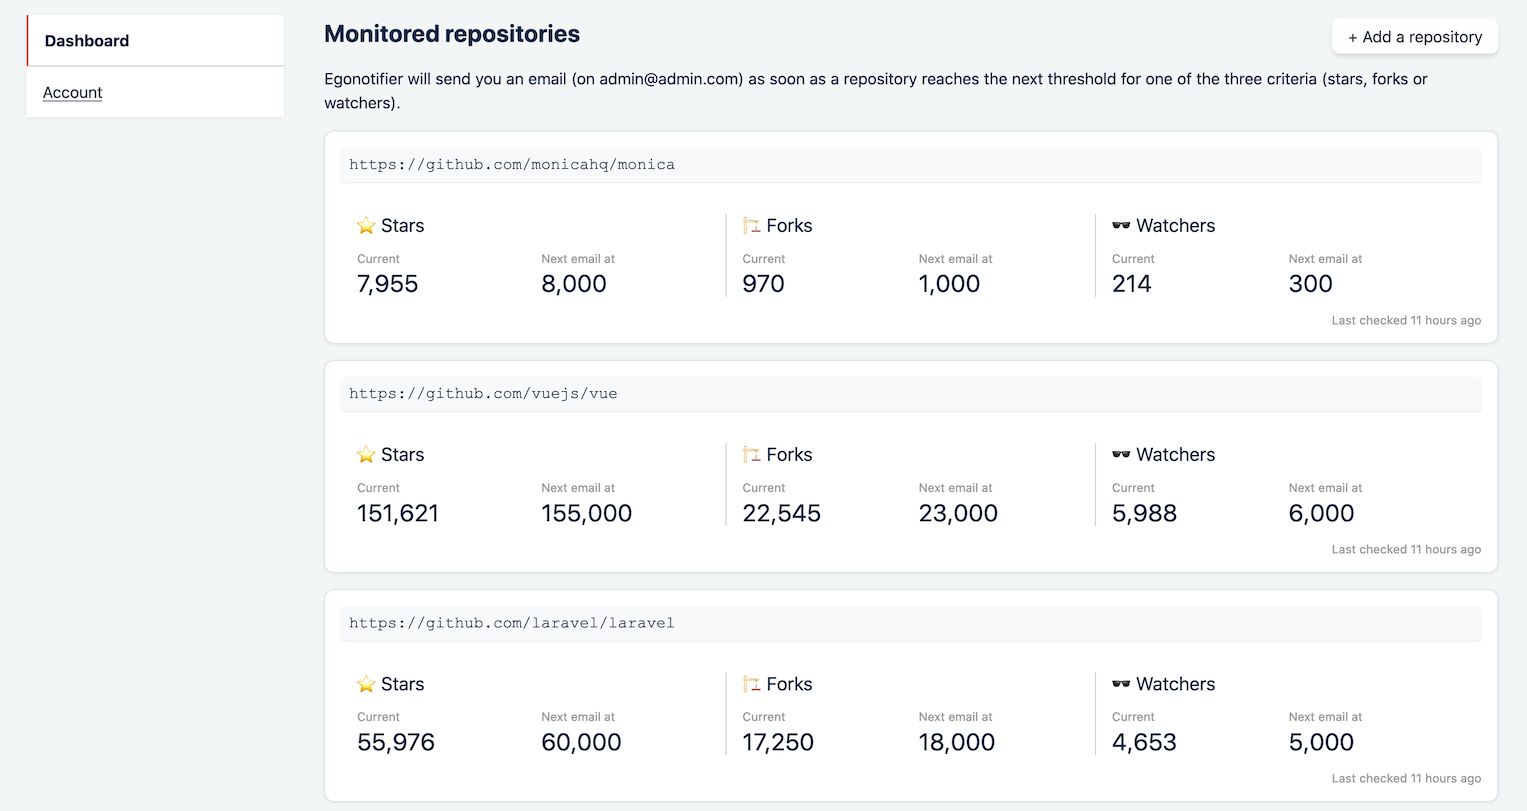 Dashboard
Account
Monitored repositories
+ Add a repository
Egonotifier will send you an email (on admin@admin.com) as soon as a repository reaches the next threshold for one of the three criteria (stars, forks or
watchers).
https://github.com/monicahq/monica
⭐ Stars
Current
7,955
Next email at
8,000
🏗 Forks
Current
970
Next email at
1,000
🕶 Watchers
Current
214
Next email at
300
Last checked 11 hours ago
https://github.com/vuejs/vue
⭐ Stars
Current
151,621
Next email at
155,000
🏗 Forks
Current
22,545
Next email at
23,000
🕶 Watchers
Current
5,988
Next email at
6,000
Last checked 11 hours ago
https://github.com/laravel/laravel
⭐ Stars
Current
55,976
Next email at
60,000
🏗 Forks
Current
17,250
Next email at
18,000
🕶 Watchers
Current
4,653
Next email at
5,000
Last checked 11 hours ago